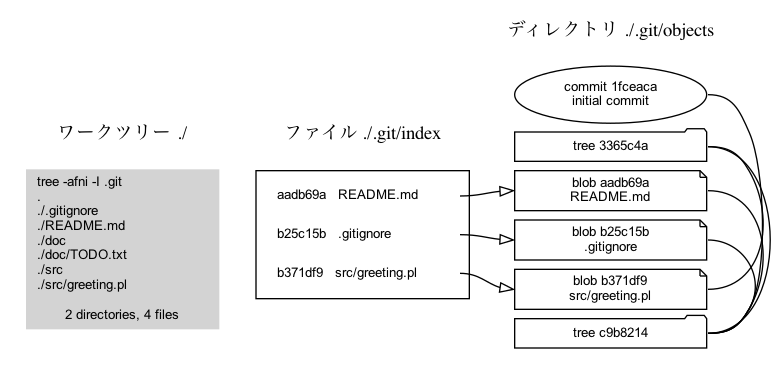 ディレクトリ ./.git/objects
commit 1fceaca
initial commit
ワークツリー ./
ファイル ./.git/index
tree 3365c4a
tree -afni -I .git
.
./.gitignore
./README.md
./doc
./doc/TODO.txt
./src
./src/greeting.pl
2 directories, 4 files
aadb69a README.md
b25c15b .gitignore
b371df9 src/greeting.pl
blob aadb69a
README.md
blob b25c15b
.gitignore
blob b371df9
src/greeting.pl
tree c9b8214